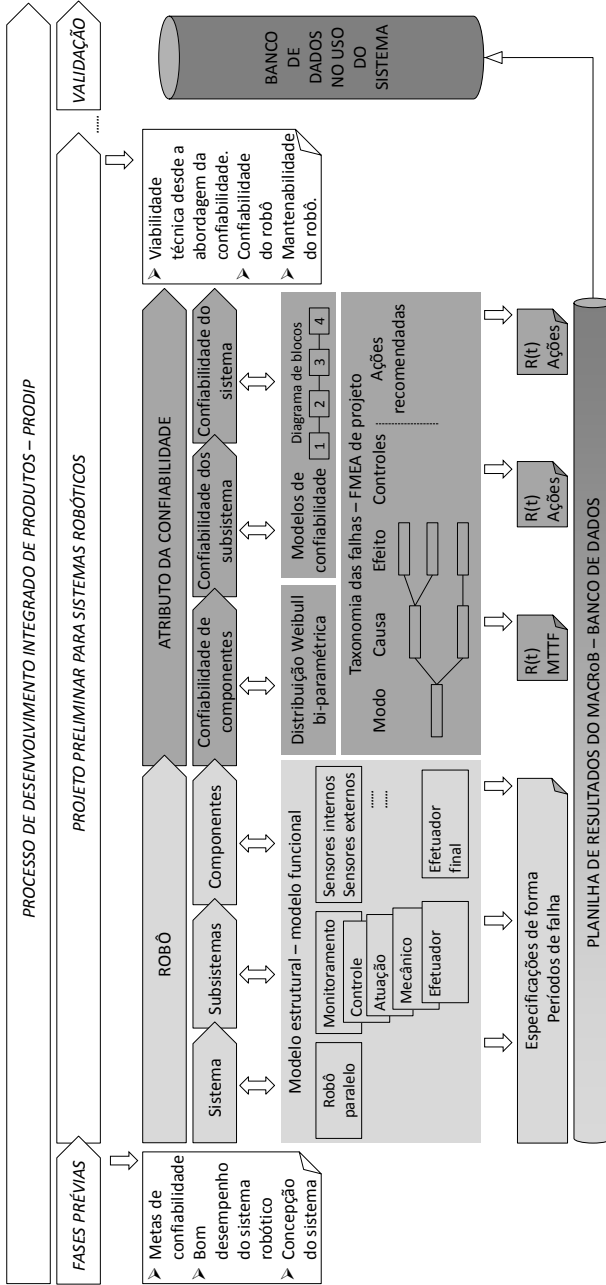 PROCESSO DE DESENVOLVIMENTO INTEGRADO DE PRODUTOS – PRODIP
FASES PRÉVIAS
PROJETO PRELIMINAR PARA SISTEMAS ROBÓTICOS
VALIDAÇÃO
......
➢ Metas de
confiabilidade
➢ Bom
desempenho
do sistema
robótico
➢ Concepção
do sistema
ROBÔ
ATRIBUTO DA CONFIABILIDADE
Sistema
Subsistemas
Componentes
Confiabilidade de
componentes
Confiabilidade dos
subsistema
Confiabilidade do
sistema
Modelo estrutural – modelo funcional
Robô
paralelo
Monitoramento
Controle
Atuação
Mecânico
Efetuador
Sensores internos
Sensores externos
......
Efetuador
final
Distribuição Weibull
bi-paramétrica
Modelos de
confiabilidade
Diagrama de blocos
1 2 3 4
Taxonomia das falhas – FMEA de projeto
Modo Causa Efeito Controles
Ações
recomendadas
➢ Viabilidade
técnica desde a
abordagem da
confiabilidade.
➢ Confiabilidade
do robô
➢ Mantenabilidade
do robô.
BANCO
DE
DADOS
NO USO
DO
SISTEMA
Especificações de forma
Períodos de falha
R(t)
MTTF
R(t)
Ações
R(t)
Ações
PLANILHA DE RESULTADOS DO MACRoB – BANCO DE DADOS